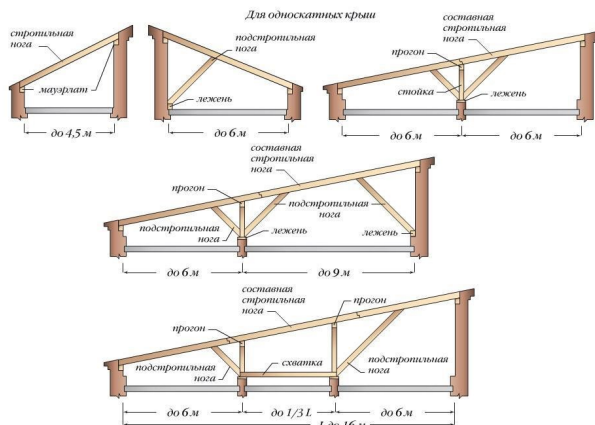 Для односкатных крыш
стропильная
нога
мауэрлат
до 4,5 м
подстропильная
нога
лежень
до 6 м
составная
стропильная
нога
прогон
стойка
лежень
до 6 м
до 6 м
составная
стропильная
нога
прогон
подстропильная
нога
подстропильная
нога
лежень
лежень
до 6 м
до 9 м
составная
стропильная
нога
прогон
прогон
схватка
подстропильная
нога
подстропильная
нога
до 6 м
до 1/3 L
до 6 м
L до 16 м